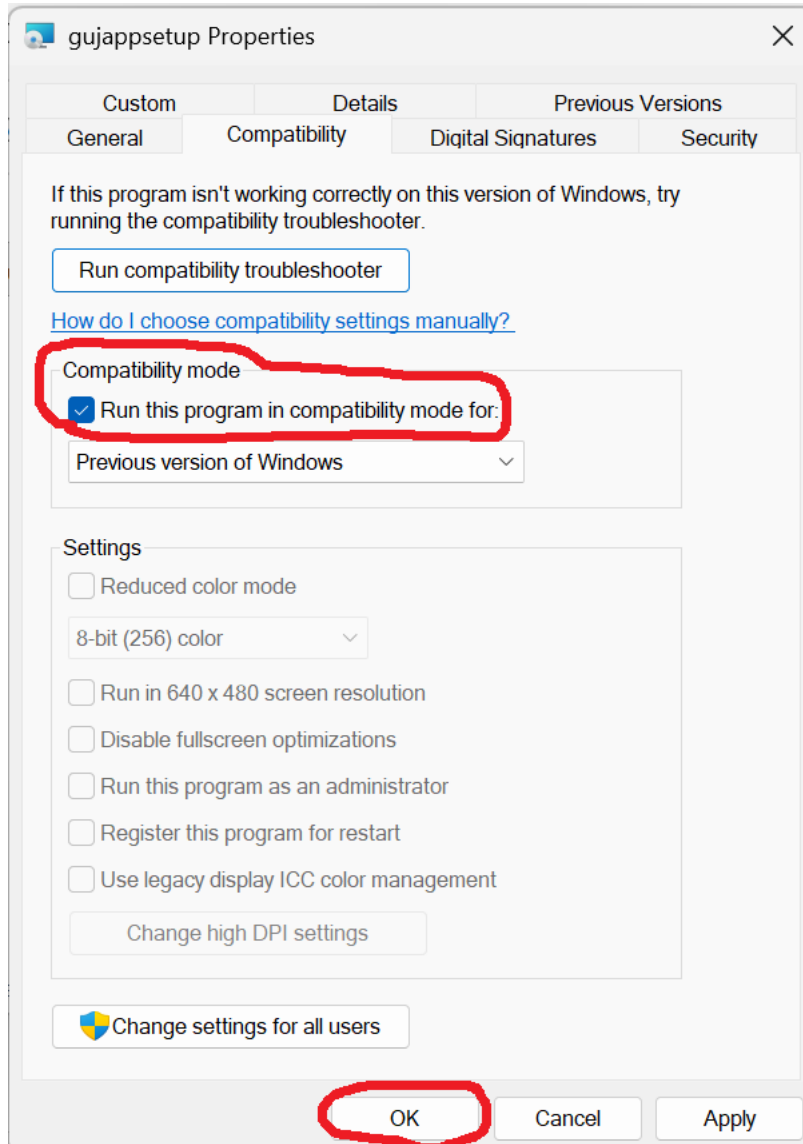 gujappsetup Properties
Custom Details Previous Versions
General Compatibility Digital Signatures Security
If this program isn't working correctly on this version of Windows, try
running the compatibility troubleshooter.
Run compatibility troubleshooter
How do I choose compatibility settings manually?
Compatibility mode
Run this program in compatibility mode for:
Previous version of Windows
Settings
Reduced color mode
8-bit (256) color
Run in 640 x 480 screen resolution
Disable fullscreen optimizations
Run this program as an administrator
Register this program for restart
Use legacy display ICC color management
Change high DPI settings
Change settings for all users
OK Cancel Apply